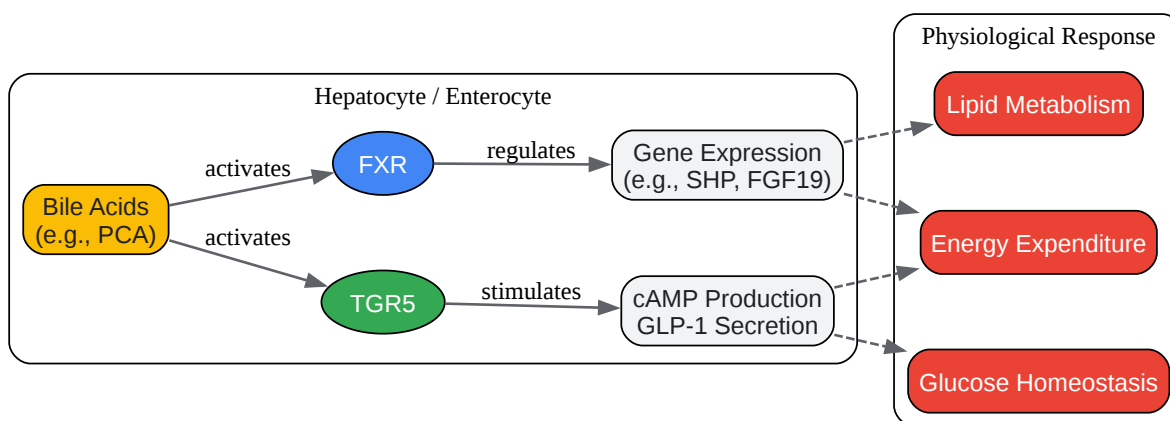 Physiological Response
Hepatocyte / Enterocyte
Lipid Metabolism
activates
FXR
regulates
Gene Expression
(e.g., SHP, FGF19)
Bile Acids
(e.g., PCA)
activates
TGR5
stimulates
cAMP Production
GLP-1 Secretion
Energy Expenditure
Glucose Homeostasis